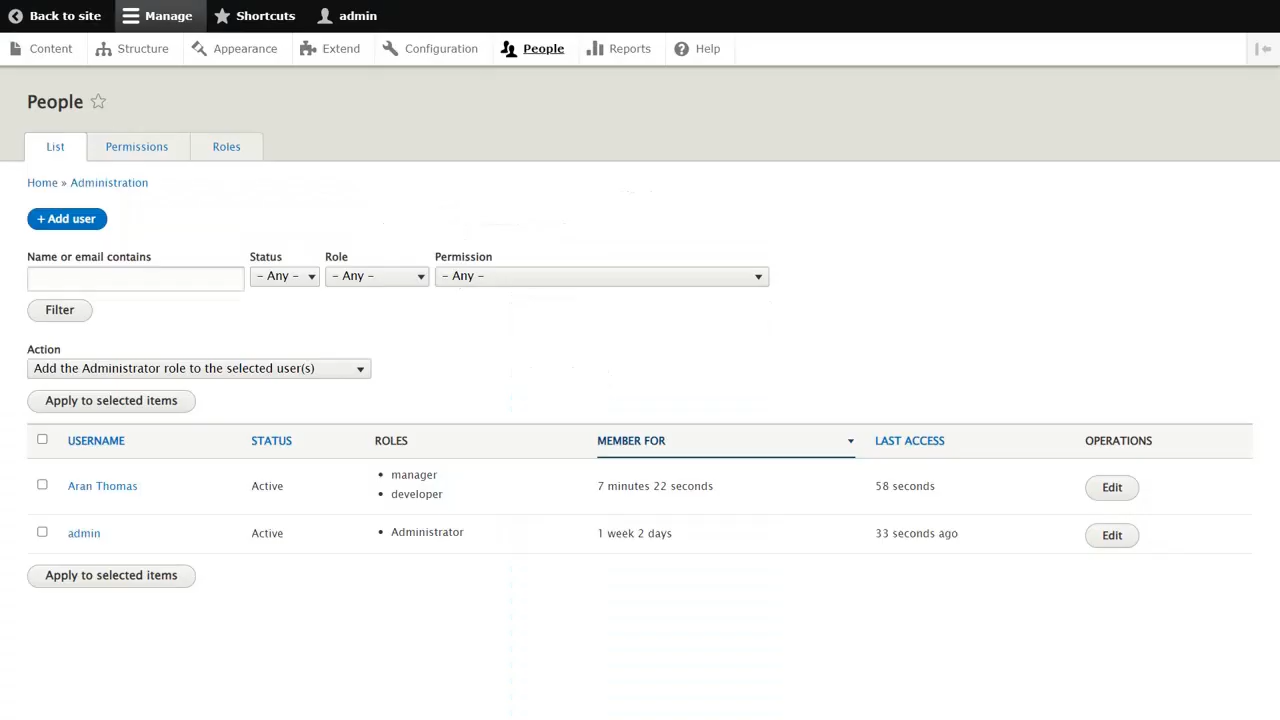 Back to site Manage Shortcuts admin
Content Structure Appearance Extend Configuration People Reports Help
People
List Permissions Roles
Home » Administration
+ Add user
Name or email contains Status Role Permission
- Any - - Any - - Any -
Filter
Action
Add the Administrator role to the selected user(s)
Apply to selected items
USERNAME STATUS ROLES MEMBER FOR LAST ACCESS OPERATIONS
Aran Thomas Active • manager 7 minutes 22 seconds 58 seconds Edit
• developer
admin Active • Administrator 1 week 2 days 33 seconds ago Edit
Apply to selected items